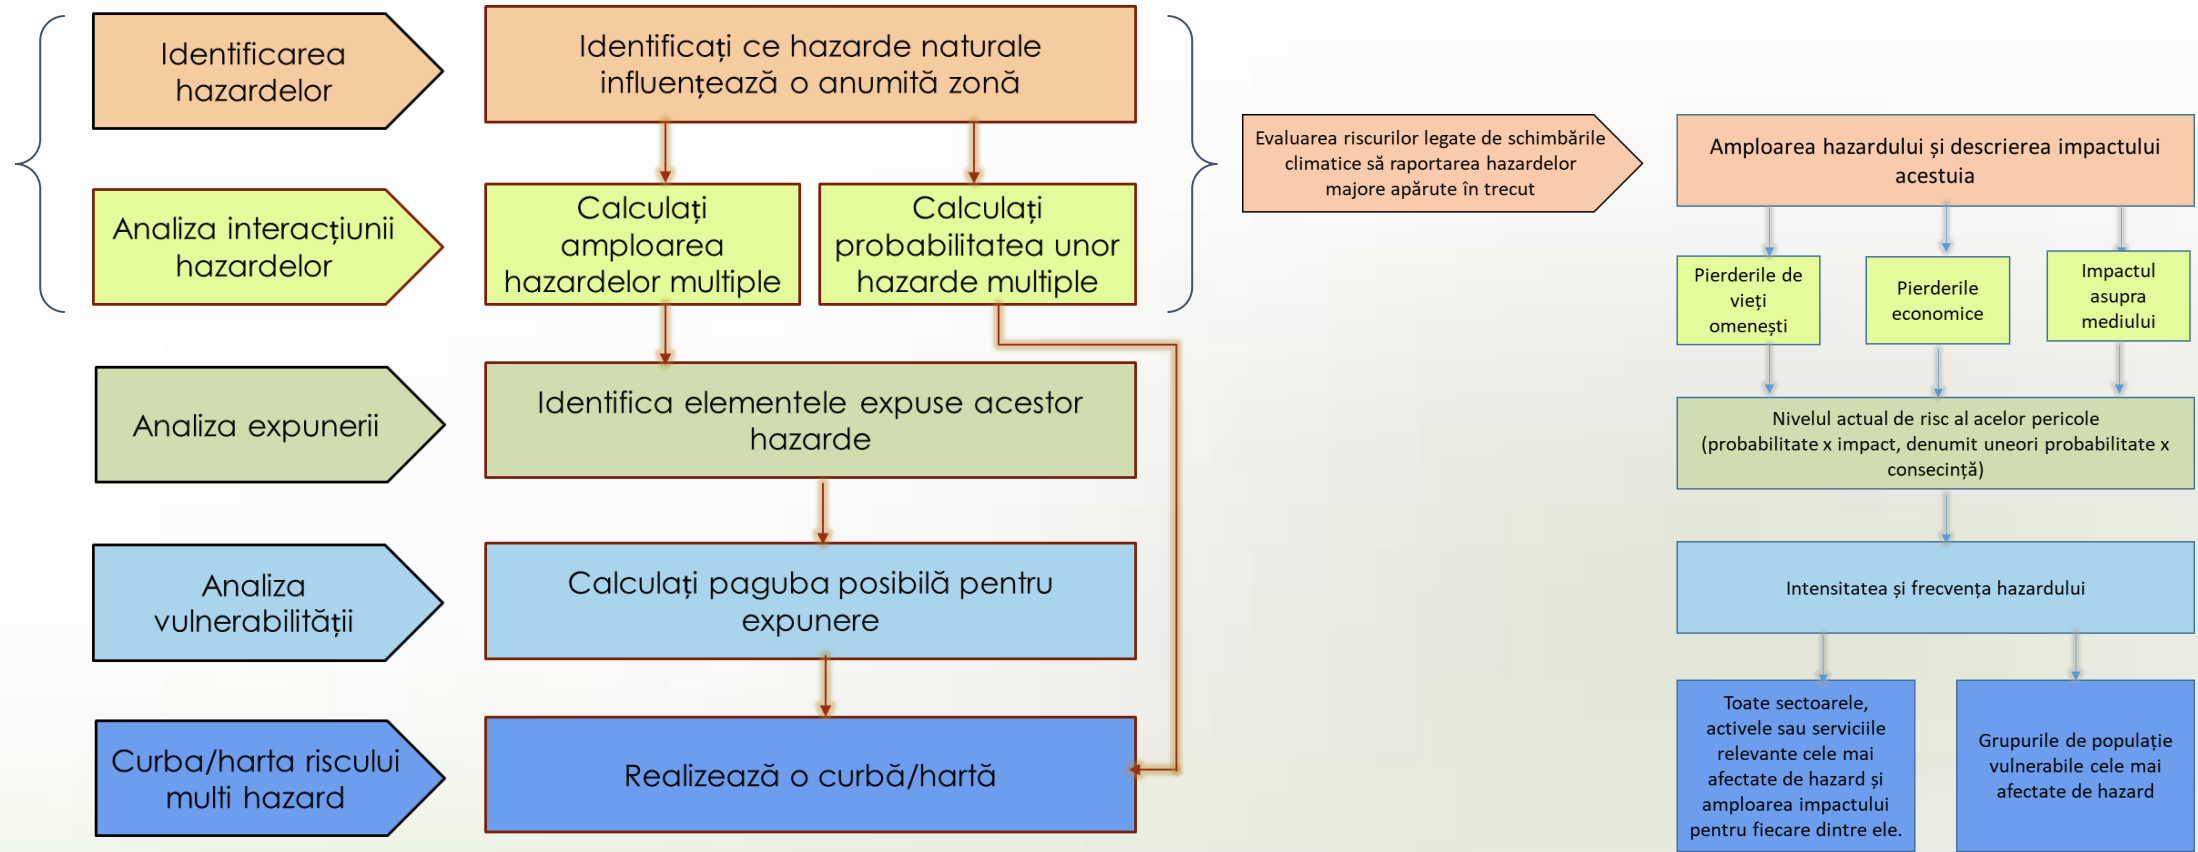 Identificarea
hazardelor
Identificați ce hazarde naturale
influențează o anumită zonă
Analiza interacțiunii
hazardelor
Calculați
amploarea
hazardelor multiple
Calculați
probabilitatea unor
hazarde multiple
Analiza expunerii
Identifica elementele expuse acestor
hazarde
Analiza
vulnerabilității
Calculați paguba posibilă pentru
expunere
Curba/harta riscului
multi hazard
Realizează o curbă/hartă
Evaluarea riscurilor legate de schimbările
climatice să raportarea hazardelor
majore apărute în trecut
Amploarea hazardului și descrierea impactului
acestuia
Pierderile de
vieți
omenești
Pierderile
economice
Impactul
asupra
mediului
Nivelul actual de risc al acelor pericole
(probabilitate x impact, denumit uneori probabilitate x
consecință)
Intensitatea și frecvența hazardului
Toate sectoarele,
activele sau serviciile
relevante cele mai
afectate de hazard și
amploarea impactului
pentru fiecare dintre ele.
Grupurile de populație
vulnerabile cele mai
afectate de hazard